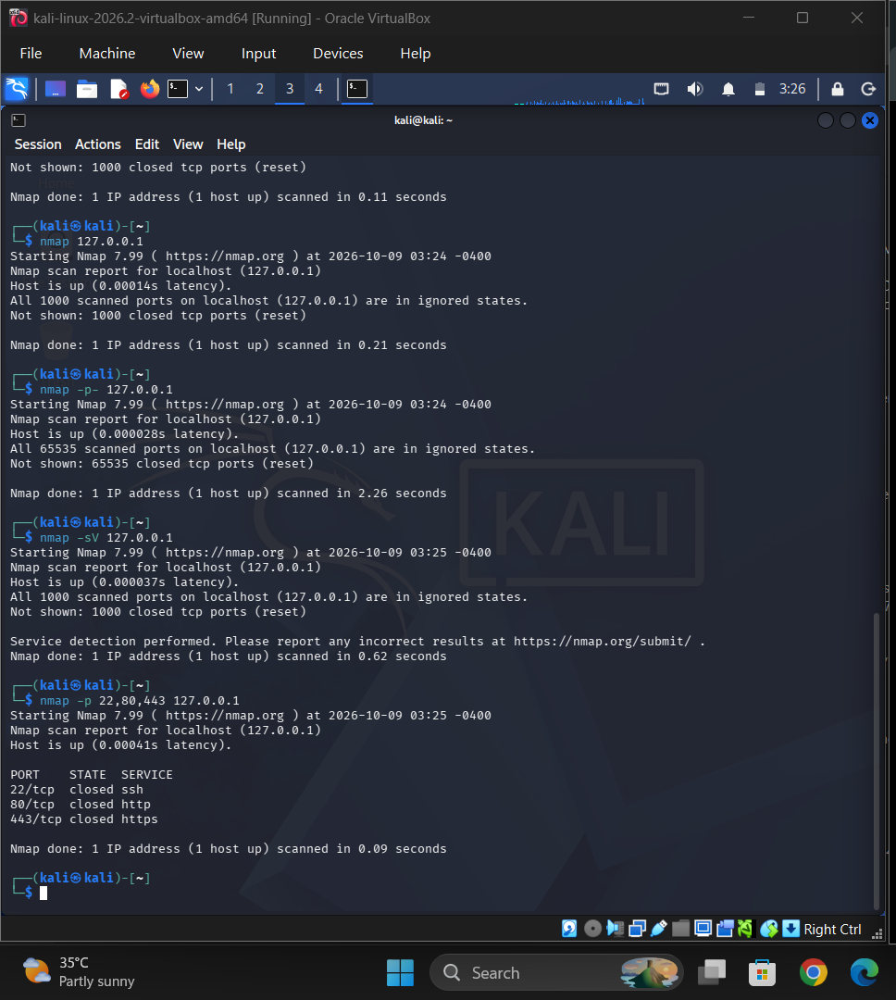 kali-linux-2026.2-virtualbox-amd64 [Running] - Oracle VirtualBox
File Machine View Input Devices Help
1 2 3 4 3:26
kali@kali: ~
Session Actions Edit View Help
Not shown: 1000 closed tcp ports (reset)
Nmap done: 1 IP address (1 host up) scanned in 0.11 seconds
┌──(kali㉿kali)-[~]
└─$ nmap 127.0.0.1
Starting Nmap 7.99 ( https://nmap.org ) at 2026-10-09 03:24 -0400
Nmap scan report for localhost (127.0.0.1)
Host is up (0.00014s latency).
All 1000 scanned ports on localhost (127.0.0.1) are in ignored states.
Not shown: 1000 closed tcp ports (reset)
Nmap done: 1 IP address (1 host up) scanned in 0.21 seconds
┌──(kali㉿kali)-[~]
└─$ nmap -p- 127.0.0.1
Starting Nmap 7.99 ( https://nmap.org ) at 2026-10-09 03:24 -0400
Nmap scan report for localhost (127.0.0.1)
Host is up (0.000028s latency).
All 65535 scanned ports on localhost (127.0.0.1) are in ignored states.
Not shown: 65535 closed tcp ports (reset)
Nmap done: 1 IP address (1 host up) scanned in 2.26 seconds
KALI
┌──(kali㉿kali)-[~]
└─$ nmap -sV 127.0.0.1
Starting Nmap 7.99 ( https://nmap.org ) at 2026-10-09 03:25 -0400
Nmap scan report for localhost (127.0.0.1)
Host is up (0.000037s latency).
All 1000 scanned ports on localhost (127.0.0.1) are in ignored states.
Not shown: 1000 closed tcp ports (reset)
Service detection performed. Please report any incorrect results at https://nmap.org/submit/ .
Nmap done: 1 IP address (1 host up) scanned in 0.62 seconds
┌──(kali㉿kali)-[~]
└─$ nmap -p 22,80,443 127.0.0.1
Starting Nmap 7.99 ( https://nmap.org ) at 2026-10-09 03:25 -0400
Nmap scan report for localhost (127.0.0.1)
Host is up (0.00041s latency).
PORT STATE SERVICE
22/tcp closed ssh
80/tcp closed http
443/tcp closed https
Nmap done: 1 IP address (1 host up) scanned in 0.09 seconds
┌──(kali㉿kali)-[~]
└─$
Right Ctrl
35°C
Partly sunny
Search